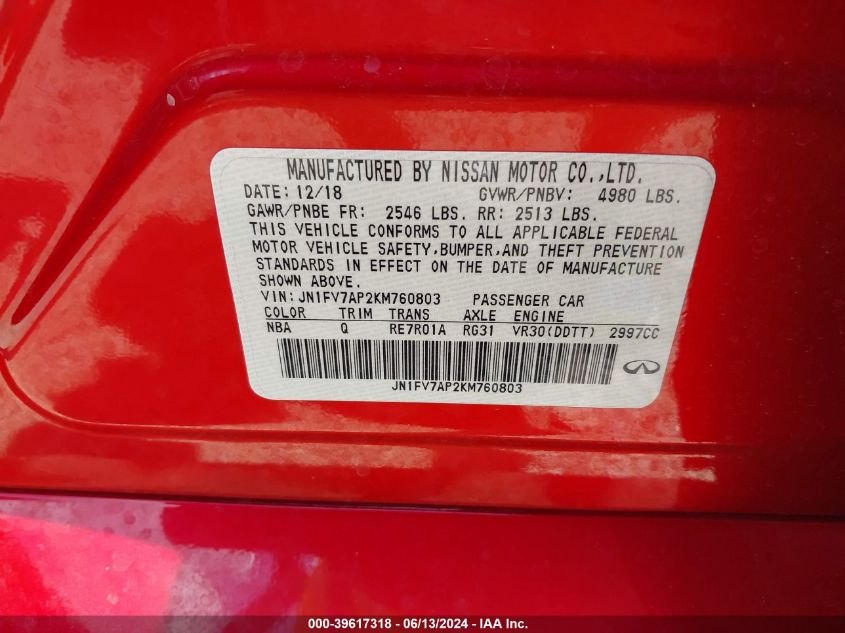 MANUFACTURED BY NISSAN MOTOR CO.,LTD.
DATE: 12/18 GVWR/PNBV: 4980 LBS.
GAWR/PNBE FR: 2546 LBS. RR: 2513 LBS.
THIS VEHICLE CONFORMS TO ALL APPLICABLE FEDERAL
MOTOR VEHICLE SAFETY,BUMPER,AND THEFT PREVENTION
STANDARDS IN EFFECT ON THE DATE OF MANUFACTURE
SHOWN ABOVE.
VIN:JN1FV7AP2KM760803 PASSENGER CAR
COLOR TRIM TRANS AXLE ENGINE
NBA Q RE7R01A RG31 VR30(DDTT) 2997CC
JN1FV7AP2KM760803
000-39617318 - 06/13/2024 - IAA Inc.